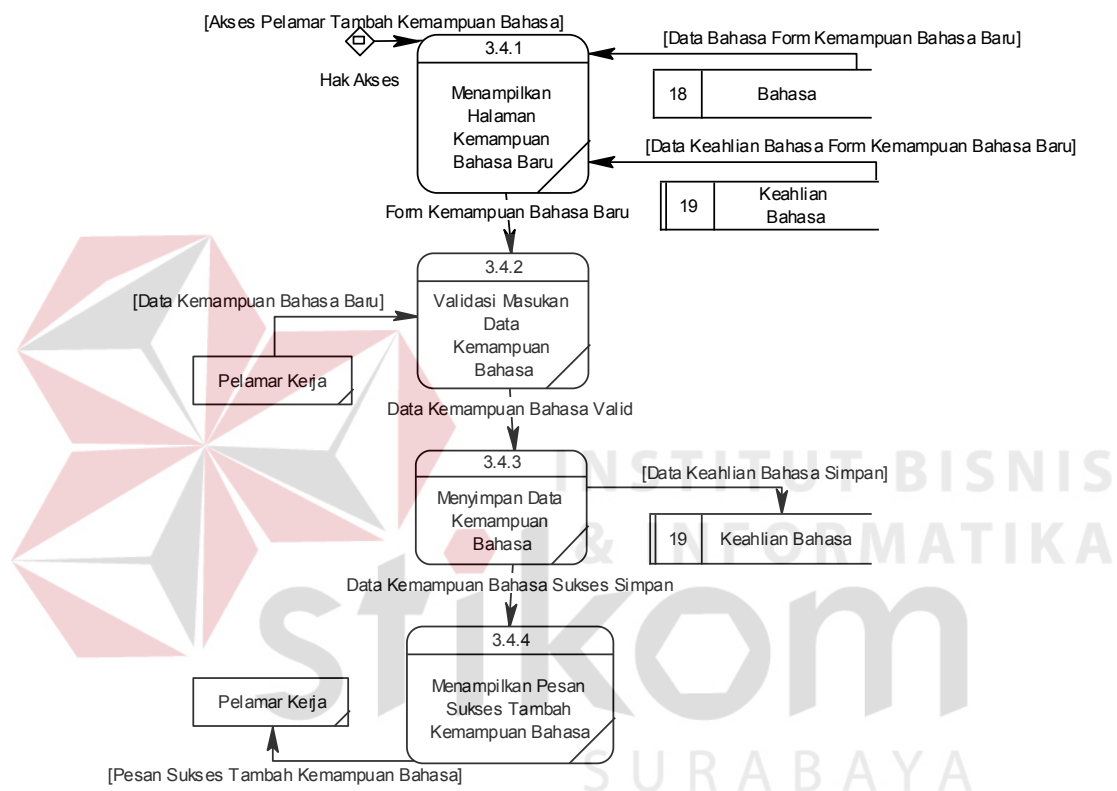 [Akses Pelamar Tambah Kemampuan Bahasa]
Hak Akses
3.4.1
Menampilkan
Halaman
Kemampuan
Bahasa Baru
[Data Bahasa Form Kemampuan Bahasa Baru]
18 Bahasa
[Data Keahlian Bahasa Form Kemampuan Bahasa Baru]
19 Keahlian
Bahasa
Form Kemampuan Bahasa Baru
3.4.2
Validasi Masukan
Data
Kemampuan
Bahasa
[Data Kemampuan Bahasa Baru]
Pelamar Kerja
Data Kemampuan Bahasa Valid
3.4.3
Menyimpan Data
Kemampuan
Bahasa
[Data Keahlian Bahasa Simpan]
19 Keahlian Bahasa
Data Kemampuan Bahasa Sukses Simpan
3.4.4
Menampilkan Pesan
Sukses Tambah
Kemampuan Bahasa
Pelamar Kerja
[Pesan Sukses Tambah Kemampuan Bahasa]
INSTITUT BISNIS
& INFORMATIKA
stikom
SURABAYA